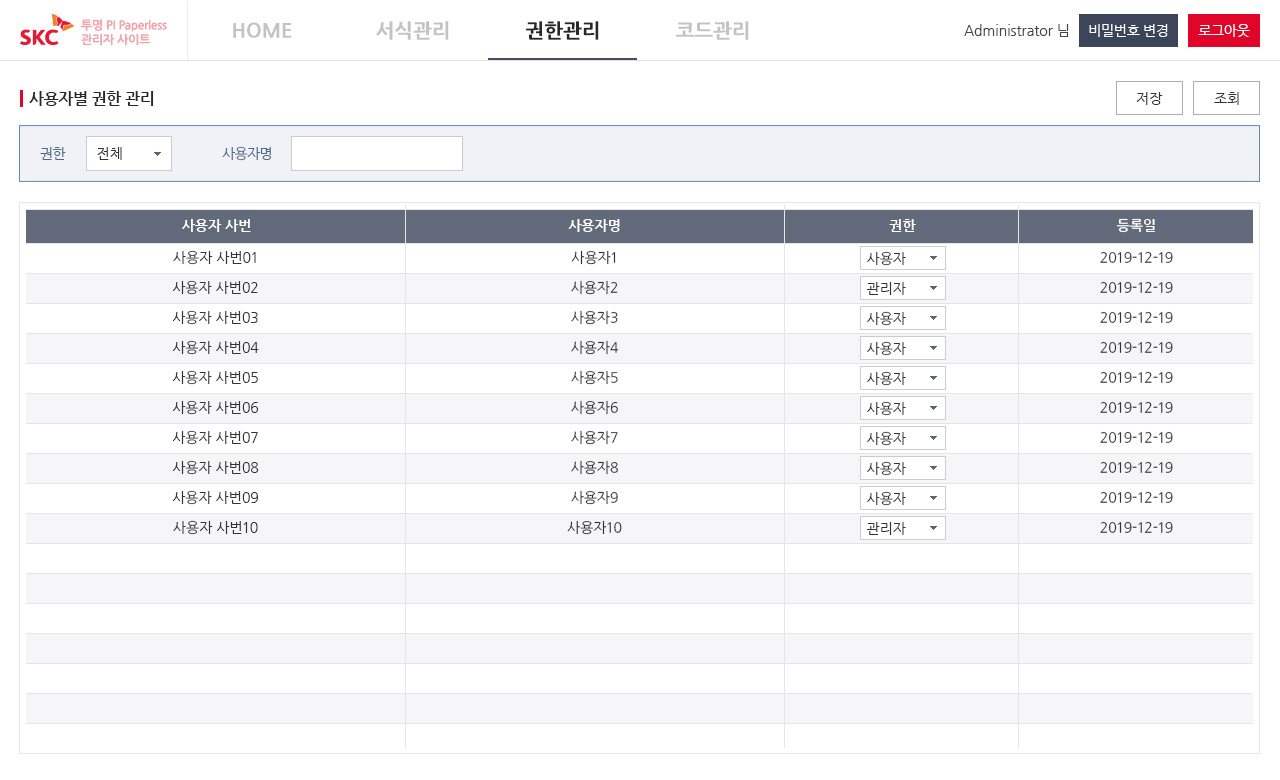 SKC 투명 PI Paperless
관리자 사이트
HOME 서식관리 권한관리 코드관리 Administrator 님 비밀번호 변경 로그아웃
사용자별 권한 관리 저장 조회
권한 전체 사용자명
사용자 사번 사용자명 권한 등록일
사용자 사번01 사용자1 사용자 2019-12-19
사용자 사번02 사용자2 관리자 2019-12-19
사용자 사번03 사용자3 사용자 2019-12-19
사용자 사번04 사용자4 사용자 2019-12-19
사용자 사번05 사용자5 사용자 2019-12-19
사용자 사번06 사용자6 사용자 2019-12-19
사용자 사번07 사용자7 사용자 2019-12-19
사용자 사번08 사용자8 사용자 2019-12-19
사용자 사번09 사용자9 사용자 2019-12-19
사용자 사번10 사용자10 관리자 2019-12-19